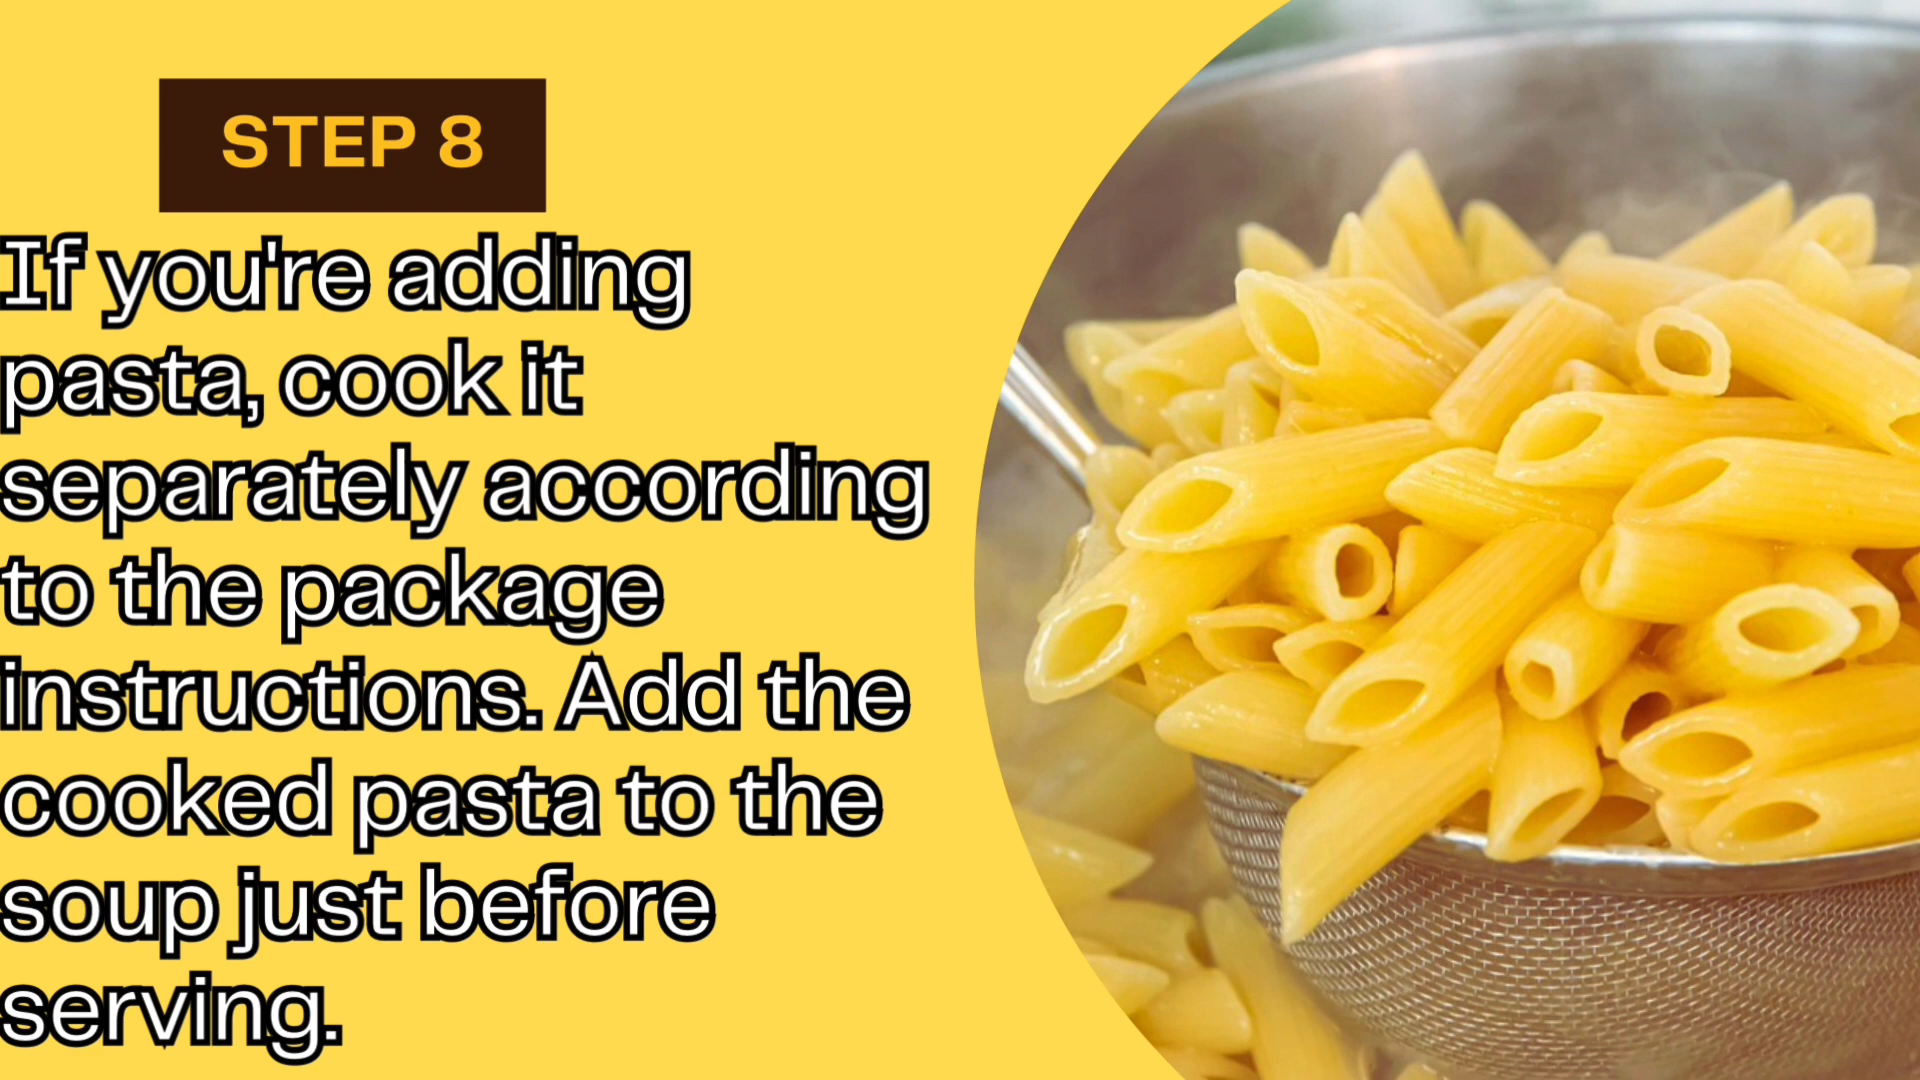 STEP 8
If you're adding
pasta, cook it
separately according
to the package
instructions. Add the
cooked pasta to the
soup just before
serving.